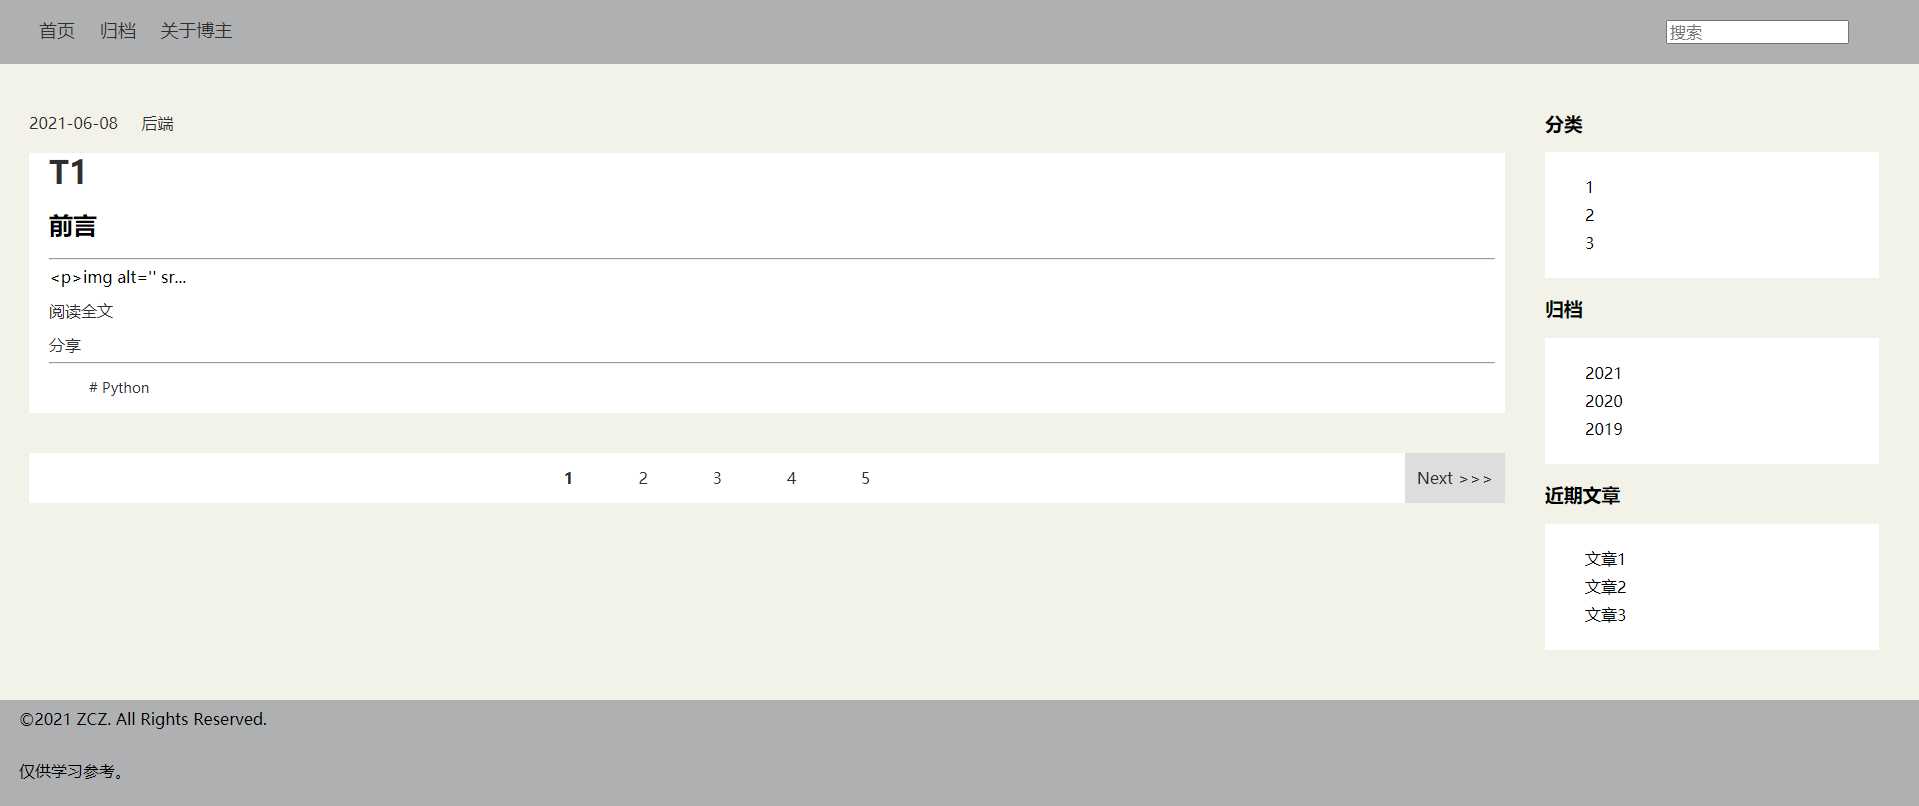 首页 归档 关于博主 搜索
2021-06-08 后端
T1
前言
<p>img alt='' sr...
阅读全文
分享
# Python
1 2 3 4 5 Next >>>
分类
1
2
3
归档
2021
2020
2019
近期文章
文章1
文章2
文章3
©2021 ZCZ. All Rights Reserved.
仅供学习参考。